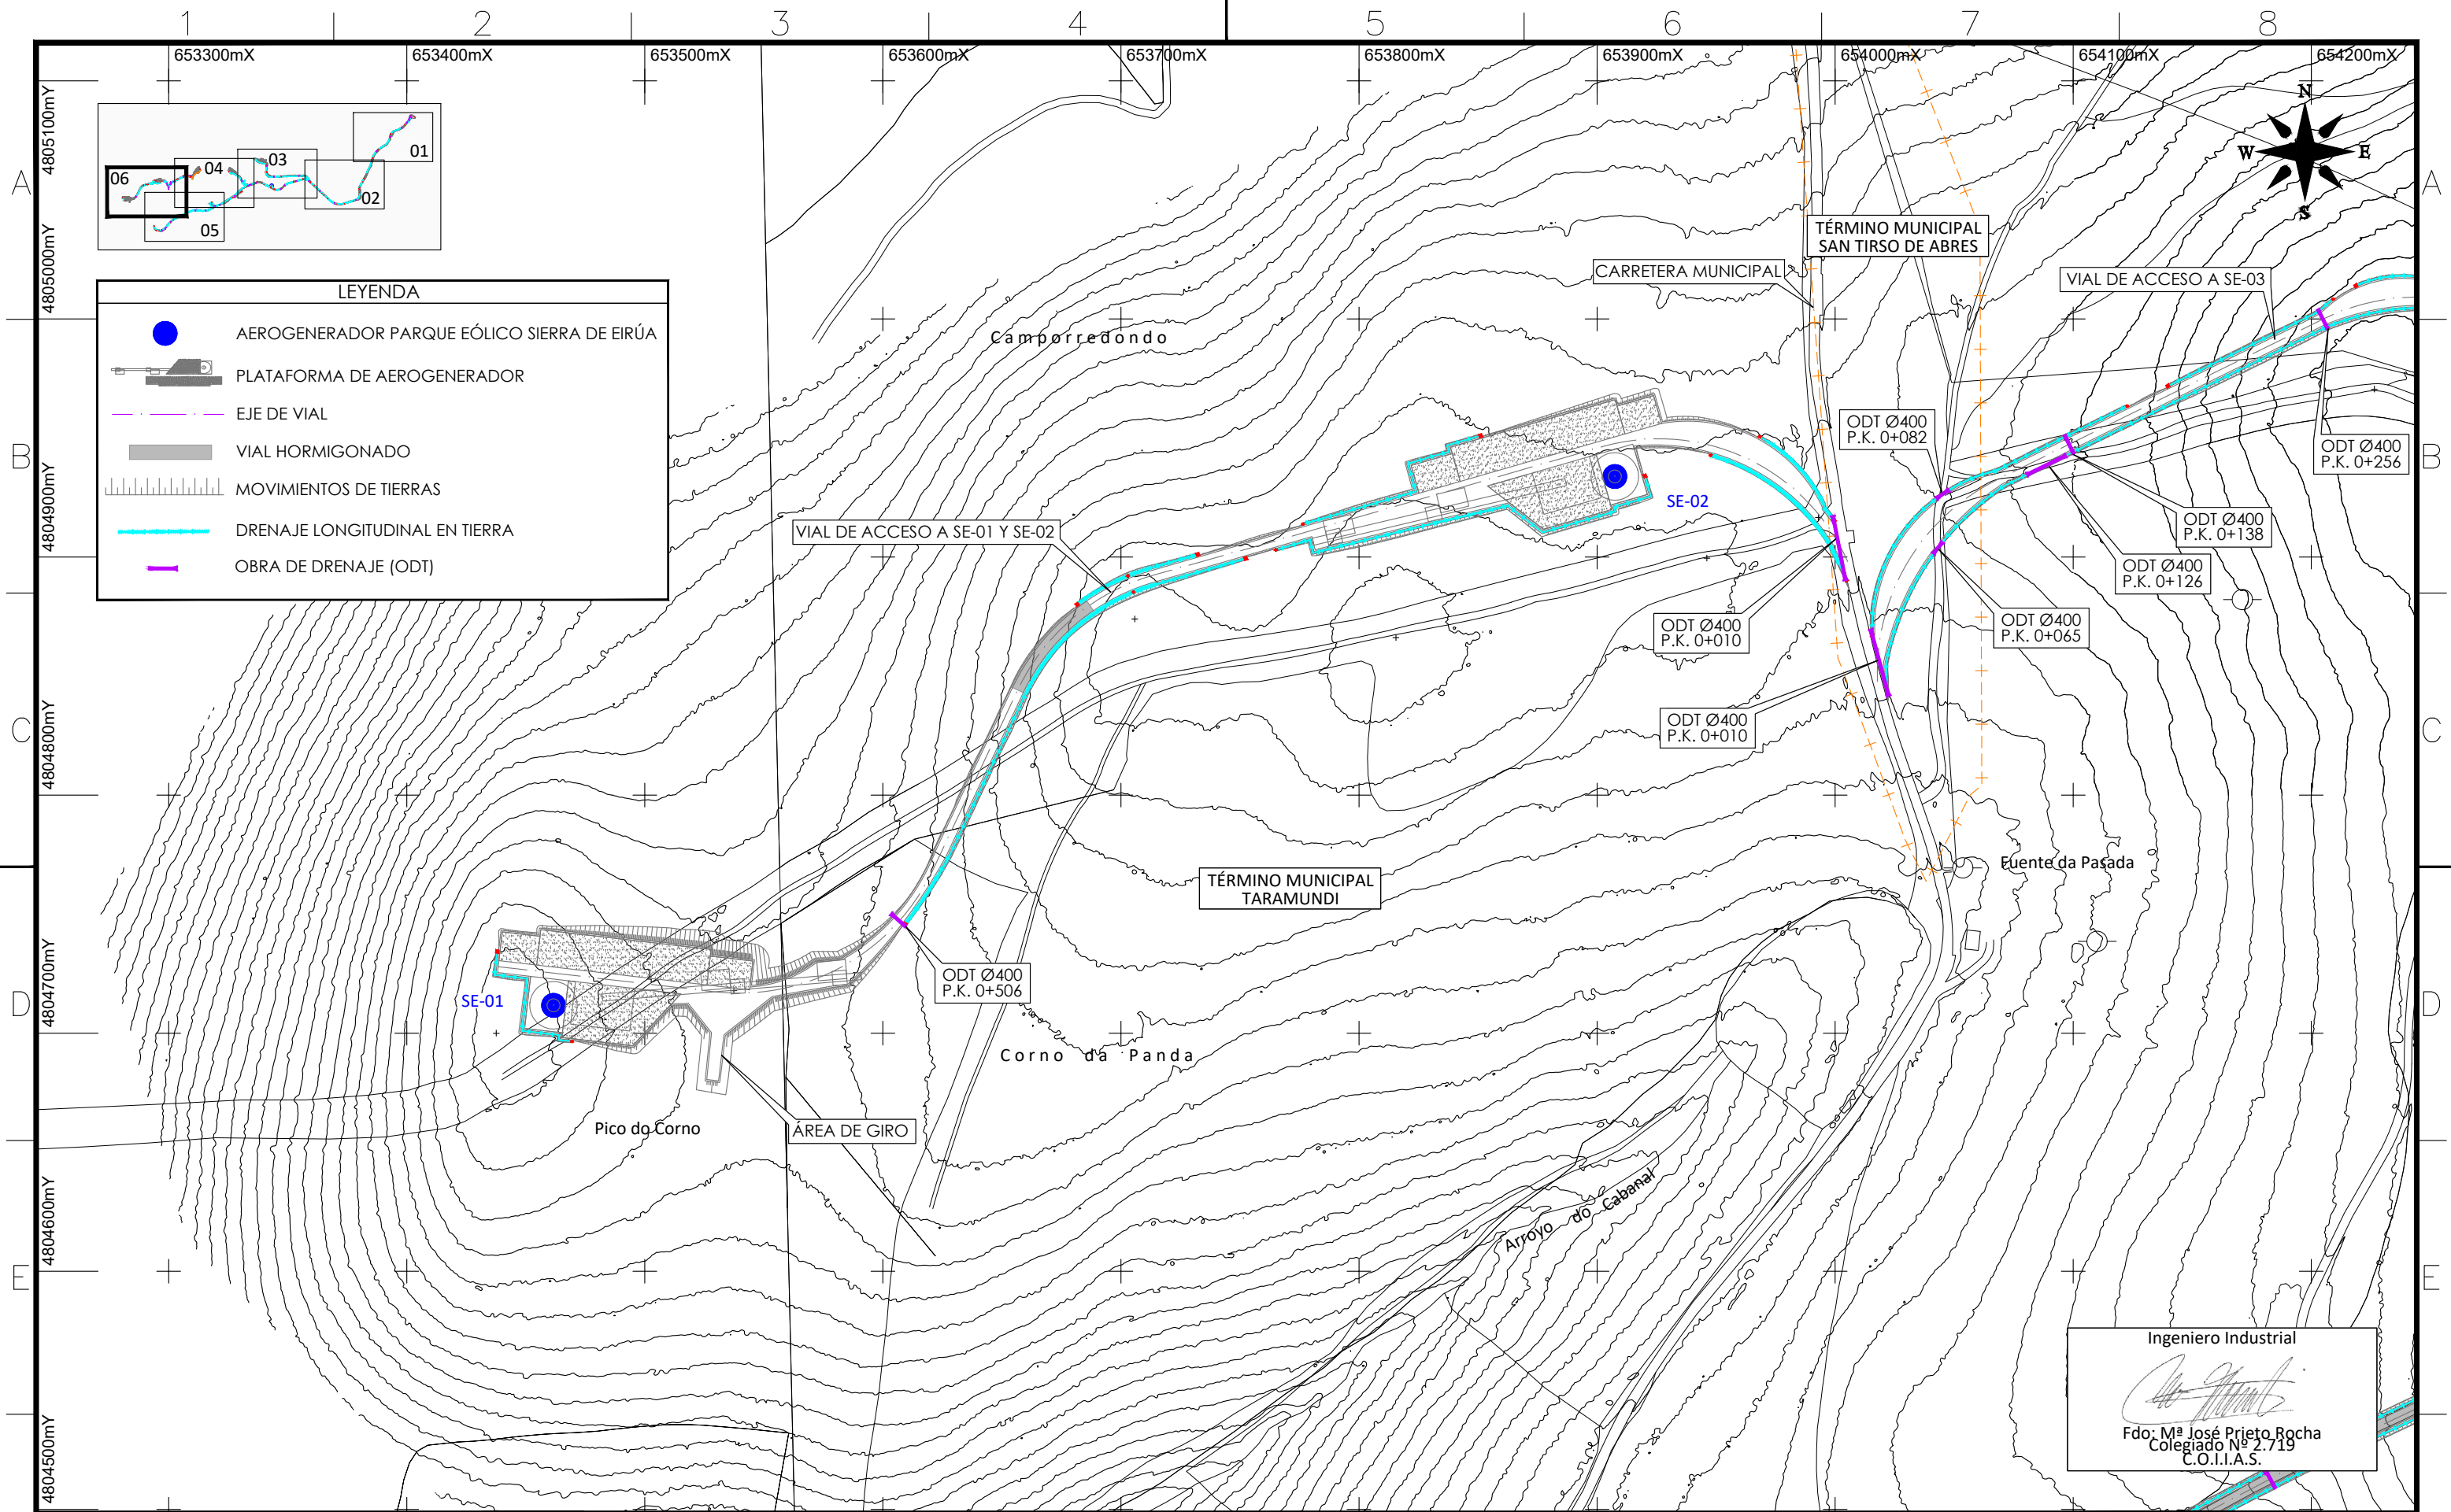 1
2
3
4
5
6
7
8
653300mX
653400mX
653500mX
653600mX
653700mX
653800mX
653900mX
654000mX
654100mX
654200mX
4805100mY
4805000mY
4804900mY
4804800mY
4804700mY
4804600mY
4804500mY
A
B
C
D
E
A
B
C
D
E
N
W
E
S
01
02
03
04
05
06
LEYENDA
AEROGENERADOR PARQUE EÓLICO SIERRA DE EIRÚA
PLATAFORMA DE AEROGENERADOR
EJE DE VIAL
VIAL HORMIGONADO
MOVIMIENTOS DE TIERRAS
DRENAJE LONGITUDINAL EN TIERRA
OBRA DE DRENAJE (ODT)
TÉRMINO MUNICIPAL
SAN TIRSO DE ABRES
CARRETERA MUNICIPAL
VIAL DE ACCESO A SE-03
Camporredondo
ODT Ø400
P.K. 0+082
ODT Ø400
P.K. 0+256
SE-02
VIAL DE ACCESO A SE-01 Y SE-02
ODT Ø400
P.K. 0+138
ODT Ø400
P.K. 0+126
ODT Ø400
P.K. 0+010
ODT Ø400
P.K. 0+065
ODT Ø400
P.K. 0+010
Fuente da Pasada
TÉRMINO MUNICIPAL
TARAMUNDI
ODT Ø400
P.K. 0+506
SE-01
Corno da Panda
Pico do Corno
ÁREA DE GIRO
Arroyo do Cabanal
Ingeniero Industrial
Fdo: Mª José Prieto Rocha
Colegiado Nº 2.719
C.O.I.I.A.S.